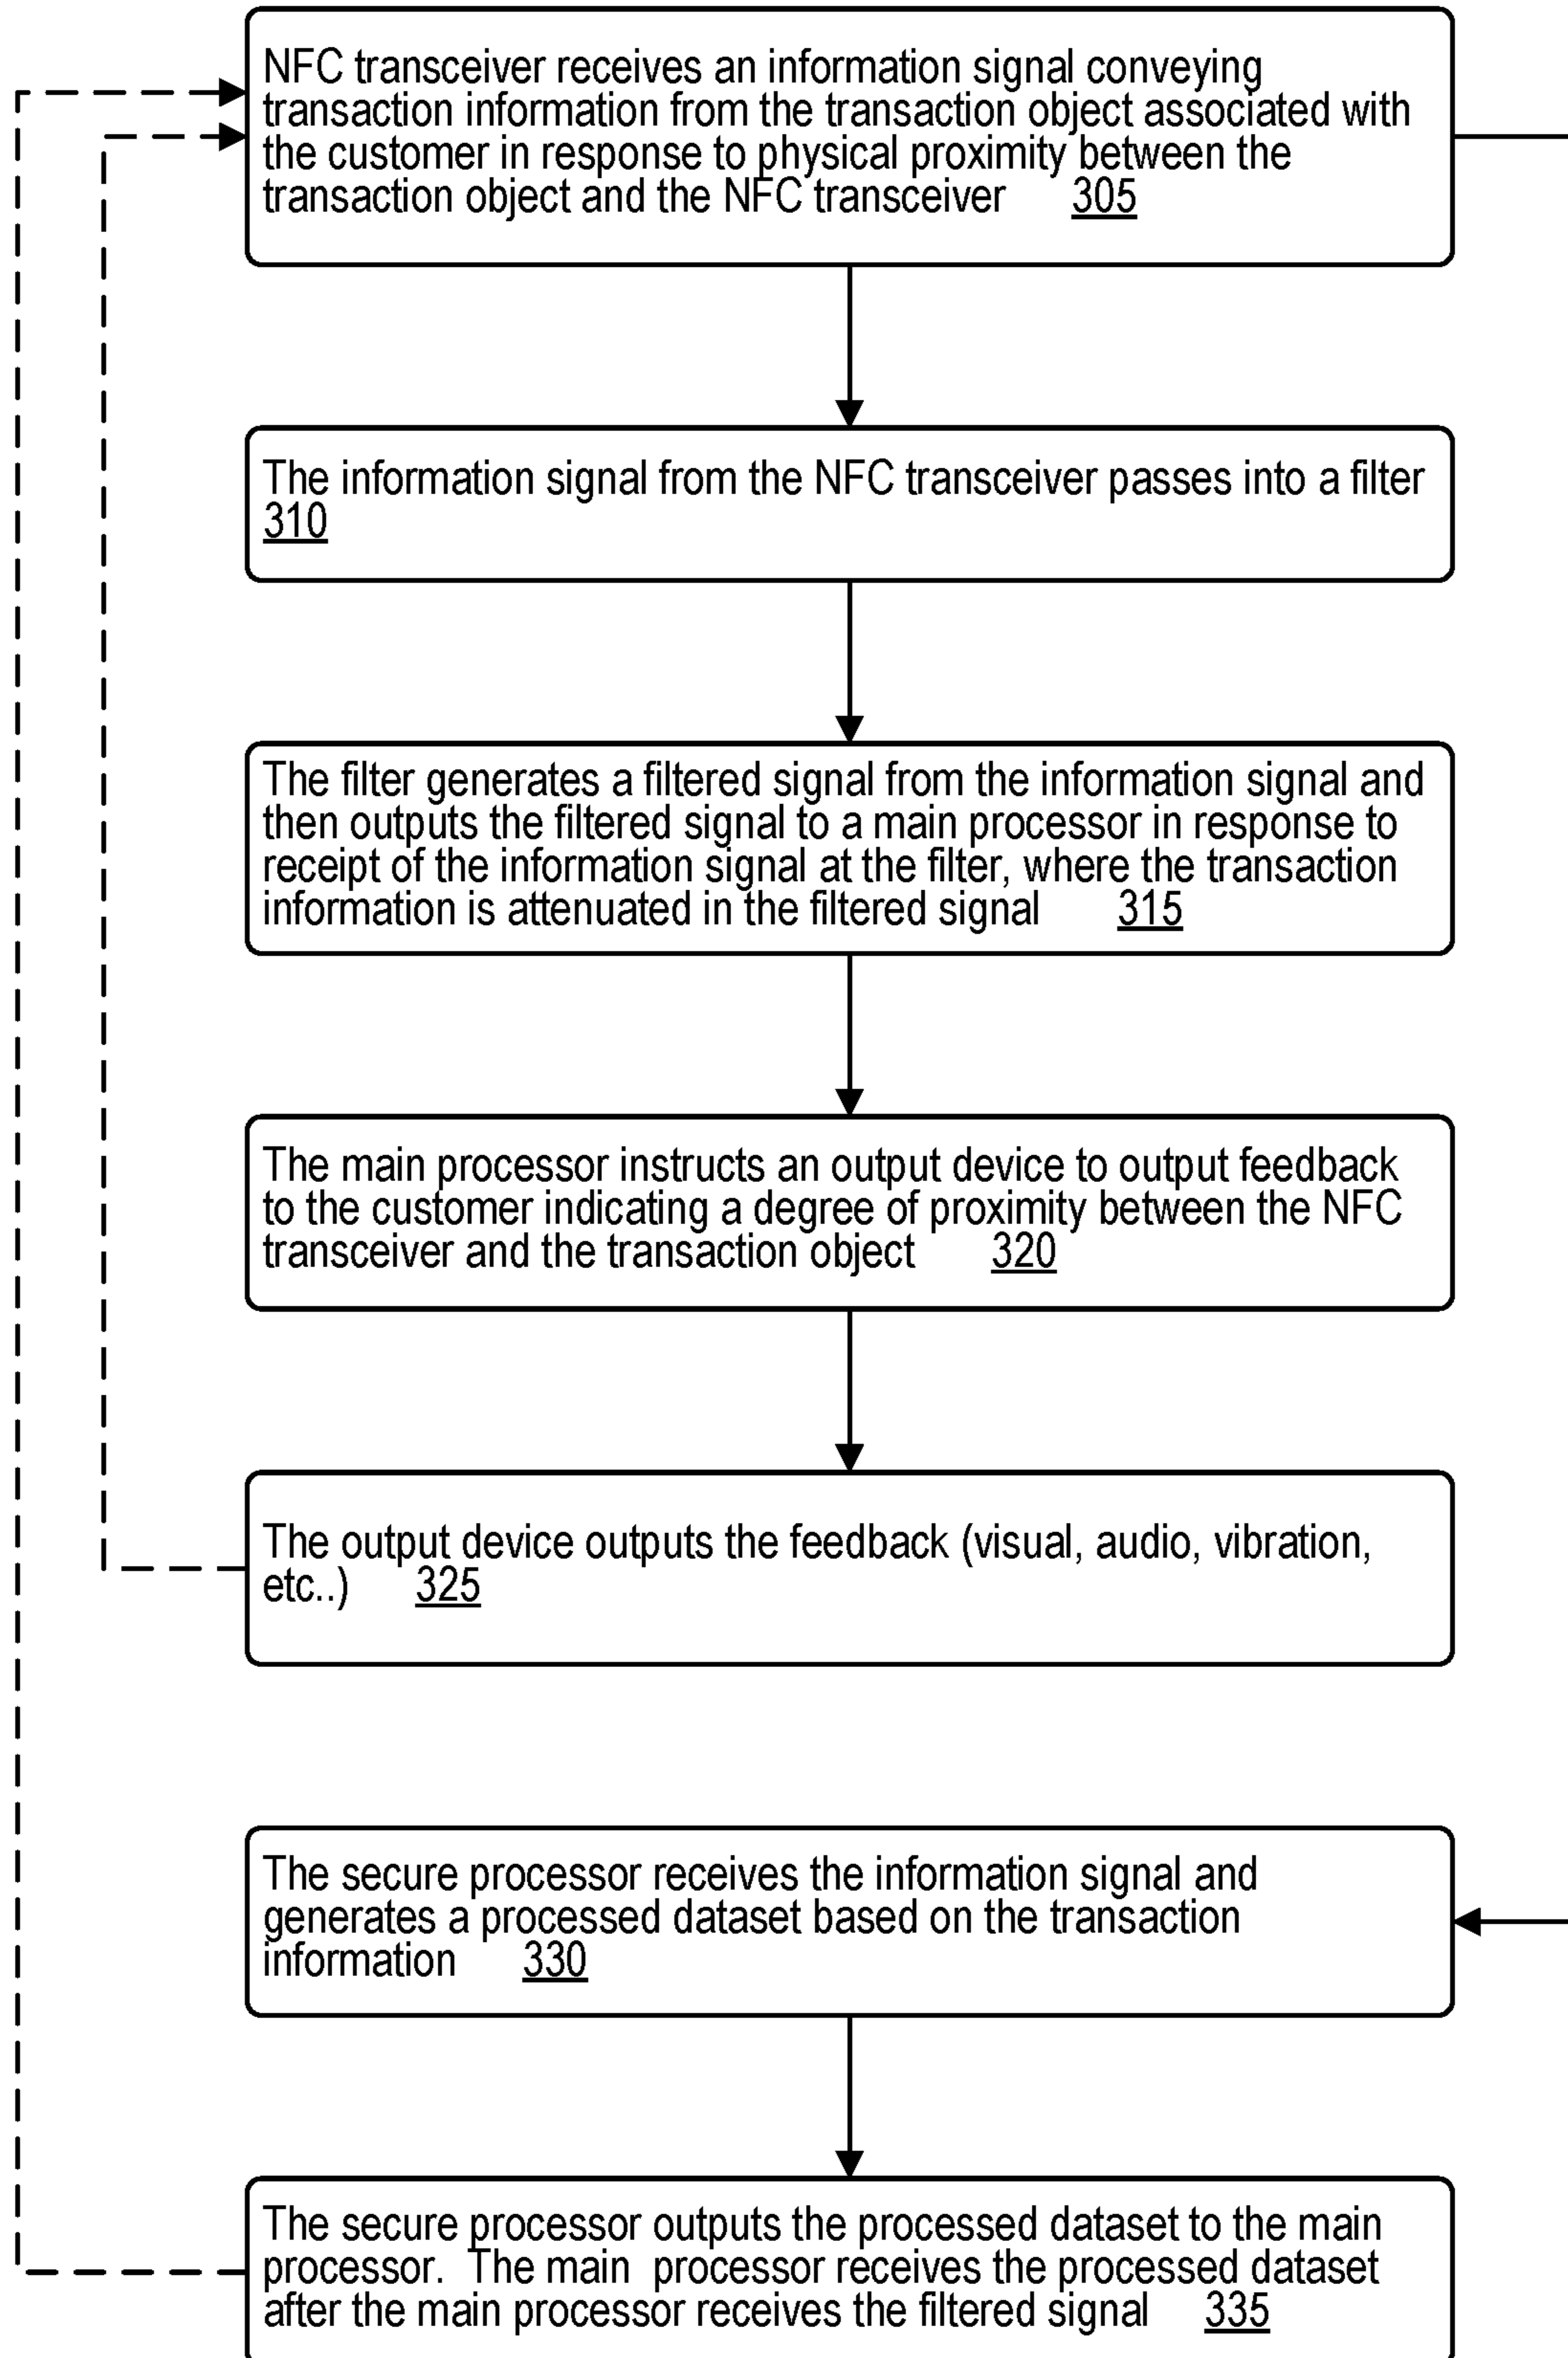 NFC transceiver receives an information signal conveying
transaction information from the transaction object associated with
the customer in response to physical proximity between the
transaction object and the NFC transceiver 305
The information signal from the NFC transceiver passes into a filter
310
The filter generates a filtered signal from the information signal and
then outputs the filtered signal to a main processor in response to
receipt of the information signal at the filter, where the transaction
information is attenuated in the filtered signal 315
The main processor instructs an output device to output feedback
to the customer indicating a degree of proximity between the NFC
transceiver and the transaction object 320
The output device outputs the feedback (visual, audio, vibration,
etc..) 325
The secure processor receives the information signal and
generates a processed dataset based on the transaction
information 330
The secure processor outputs the processed dataset to the main
processor. The main processor receives the processed dataset
after the main processor receives the filtered signal 335